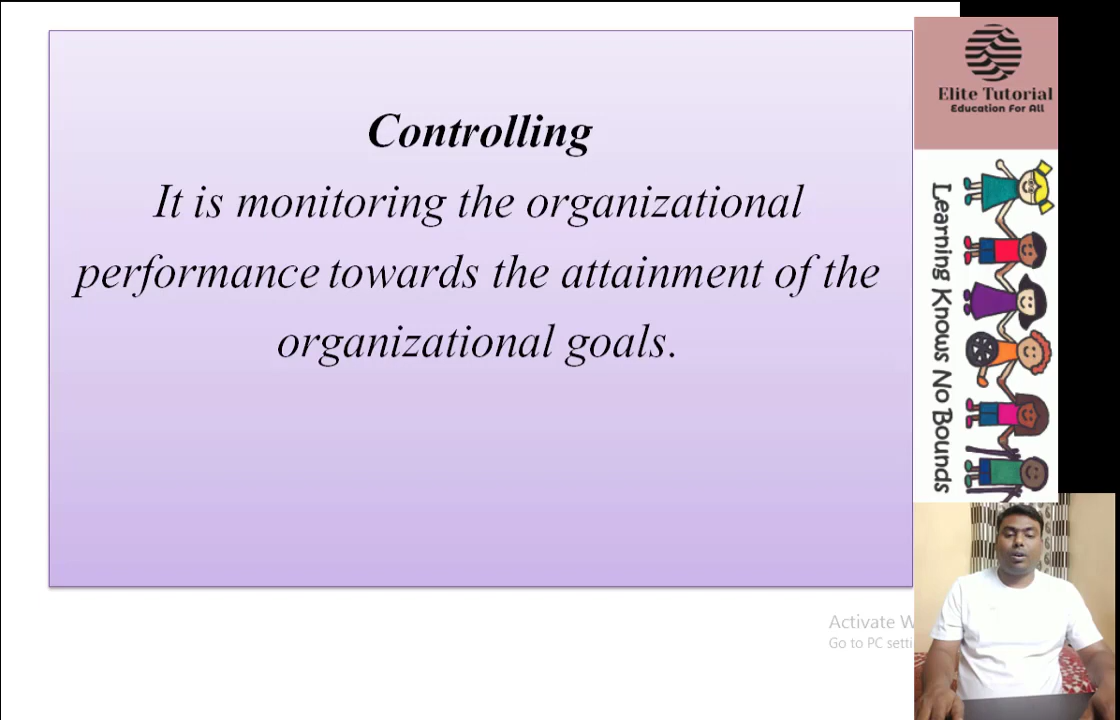 Controlling
It is monitoring the organizational
performance towards the attainment of the
organizational goals.
Elite Tutorial
Education For All
Learning Knows No Bounds
Activate W
Go to PC setti